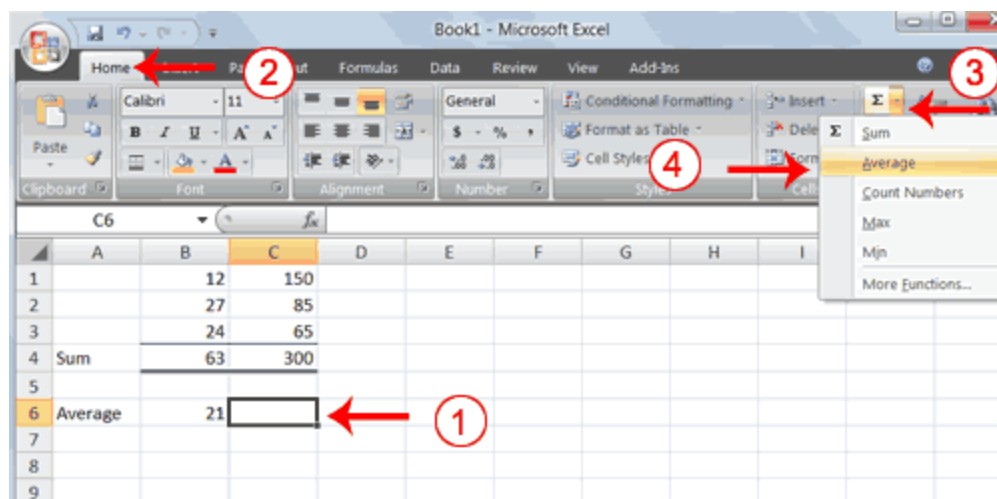 Book1 - Microsoft Excel
Home Formulas Data Review View Add-Ins
2 3
Calibri 11 General Conditional Formatting Insert Σ
B I U A A $ % , Format as Table Σ Sum
Paste Cell Styles 4 Average
Clipboard Font Alignment Number Styles Cells Count Numbers
C6 fx Max
A B C D E F G H I Min
1 12 150 More Functions...
2 27 85
3 24 65
4 Sum 63 300
5
6 Average 21 1
7
8
9